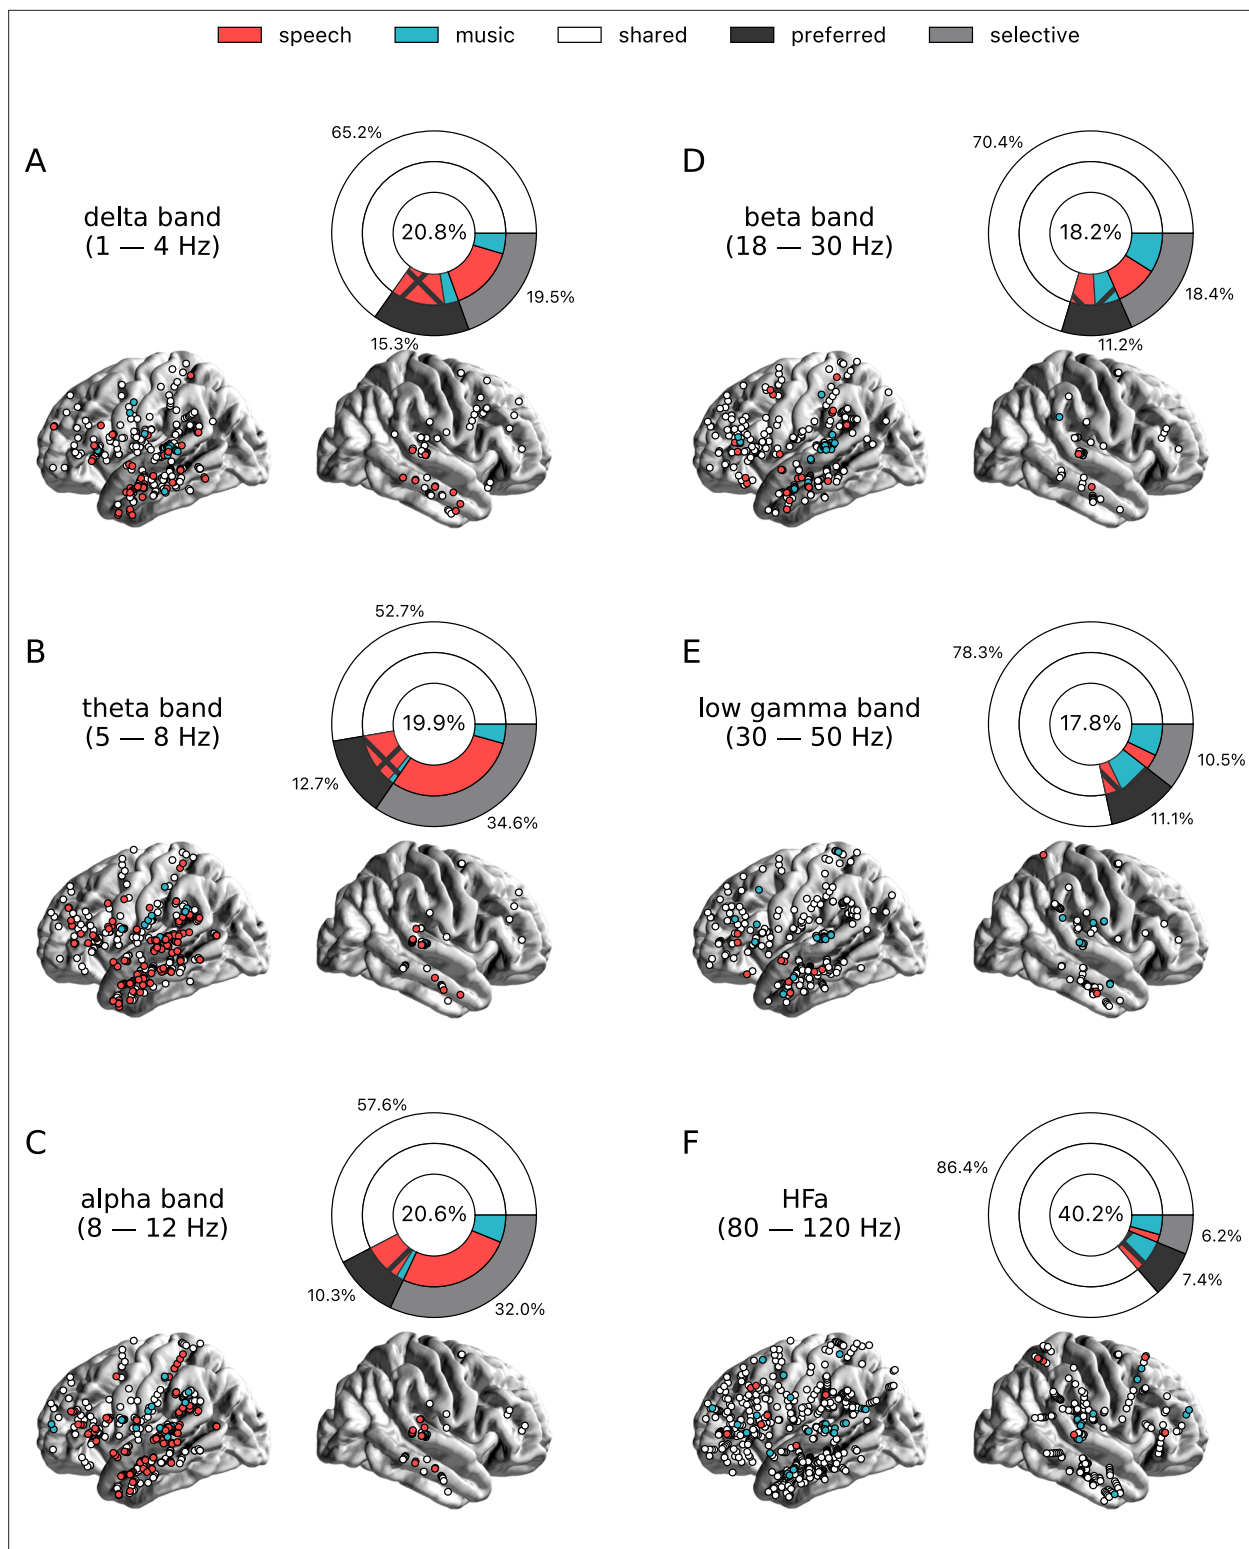 speech music shared preferred selective
A
delta band
(1 — 4 Hz)
65.2%
20.8%
19.5%
15.3%
D
beta band
(18 — 30 Hz)
70.4%
18.2%
18.4%
11.2%
B
theta band
(5 — 8 Hz)
52.7%
19.9%
12.7%
34.6%
E
low gamma band
(30 — 50 Hz)
78.3%
17.8%
10.5%
11.1%
C
alpha band
(8 — 12 Hz)
57.6%
20.6%
10.3%
32.0%
F
HFa
(80 — 120 Hz)
86.4%
40.2%
6.2%
7.4%